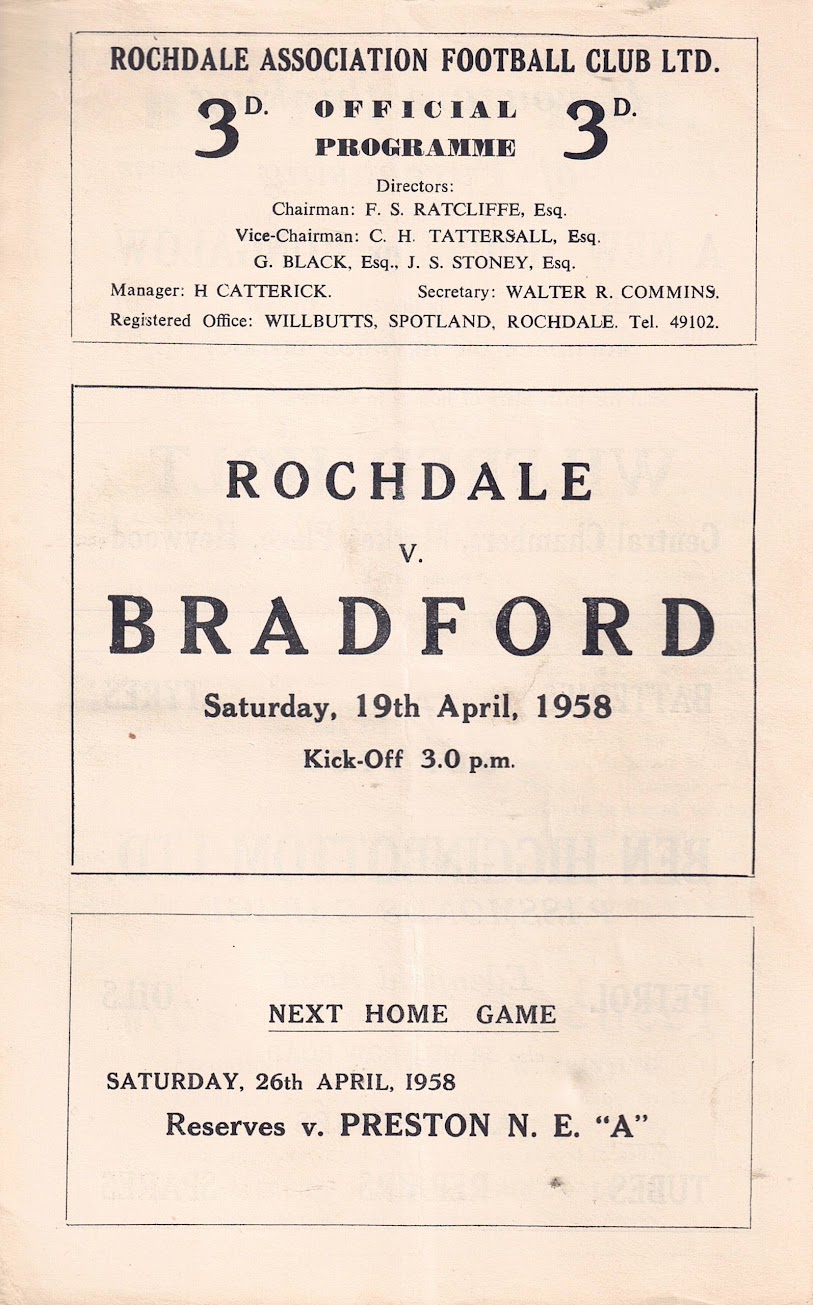 ROCHDALE ASSOCIATION FOOTBALL CLUB LTD.
3D. OFFICIAL 3D.
PROGRAMME
Directors:
Chairman: F. S. RATCLIFFE, Esq.
Vice-Chairman: C. H. TATTERSALL, Esq.
G. BLACK, Esq., J. S. STONEY, Esq.
Manager: H CATTERICK. Secretary: WALTER R. COMMINS.
Registered Office: WILLBUTTS, SPOTLAND, ROCHDALE. Tel. 49102.
ROCHDALE
V.
BRADFORD
Saturday, 19th April, 1958
Kick-Off 3.0 p.m.
NEXT HOME GAME
SATURDAY, 26th APRIL, 1958
Reserves v. PRESTON N. E. “A”